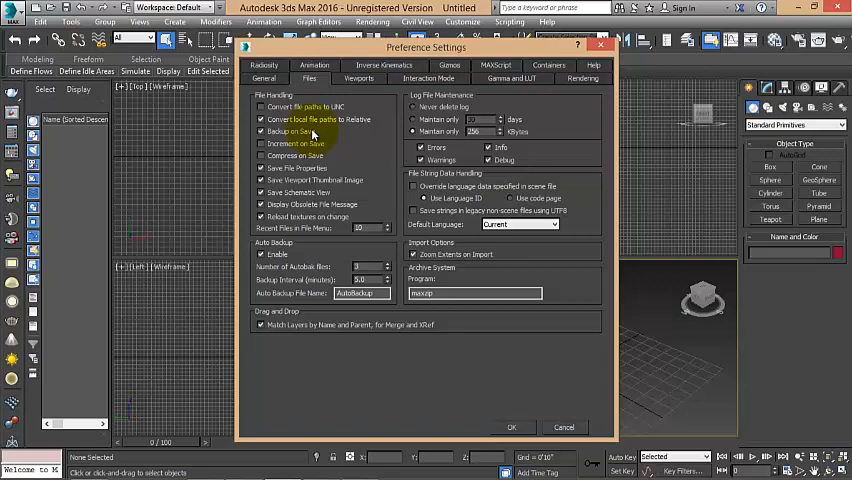 MAX
Workspace: Default
Autodesk 3ds Max 2016 - Unregistered Version
Untitled
Type a keyword or phrase
Sign In
Edit
Tools
Group
Views
Create
Modifiers
Animation
Graph Editors
Rendering
Civil View
Customize
Scripting
Help
All
Modeling
Freeform
Selection
Object Paint
Define Flows
Define Idle Areas
Simulate
Display
Edit Selected
Select
Display
Name (Sorted Descen
[+] [Top] [Wireframe]
[+] [Left] [Wireframe]
Preference Settings
?
Radiosity
Animation
Inverse Kinematics
Gizmos
MAXScript
Containers
Help
General
Files
Viewports
Interaction Mode
Gamma and LUT
Rendering
File Handling
Convert file paths to UNC
Convert local file paths to Relative
Backup on Save
Increment on Save
Compress on Save
Save File Properties
Save Viewport Thumbnail Image
Save Schematic View
Display Obsolete File Message
Reload textures on change
Recent Files in File Menu: 10
Auto Backup
Enable
Number of Autobak files: 3
Backup Interval (minutes): 5.0
Auto Backup File Name: AutoBackup
Log File Maintenance
Never delete log
Maintain only 30 days
Maintain only 256 KBytes
Errors
Info
Warnings
Debug
File String Data Handling
Override language data specified in scene file
Use Language ID
Use code page
Save strings in legacy non-scene files using UTF8
Default Language: Current
Import Options
Zoom Extents on Import
Archive System
Program:
maxzip
Drag and Drop
Match Layers by Name and Parent, for Merge and XRef
OK
Cancel
Standard Primitives
Object Type
AutoGrid
Box
Cone
Sphere
GeoSphere
Cylinder
Tube
Torus
Pyramid
Teapot
Plane
Name and Color
0 / 100
None Selected
Welcome to M
Click or click-and-drag to select objects
X:
Y:
Z:
Grid = 0'10"
Add Time Tag
Auto Key
Selected
Set Key
Key Filters...
0